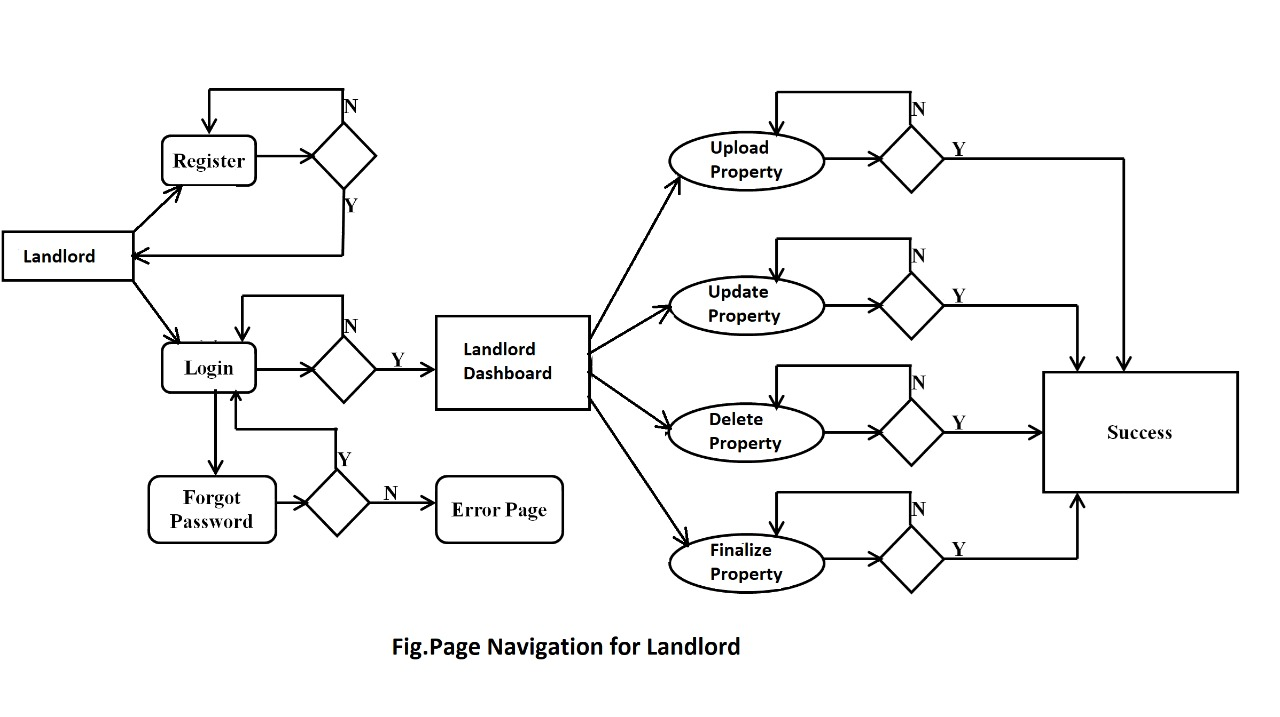 N
Register
Y
Landlord
N
Login
Y
Y
Forgot
Password
N
Error Page
Landlord
Dashboard
N
Upload
Property
Y
N
Update
Property
Y
N
Delete
Property
Y
N
Finalize
Property
Y
Success
Fig.Page Navigation for Landlord